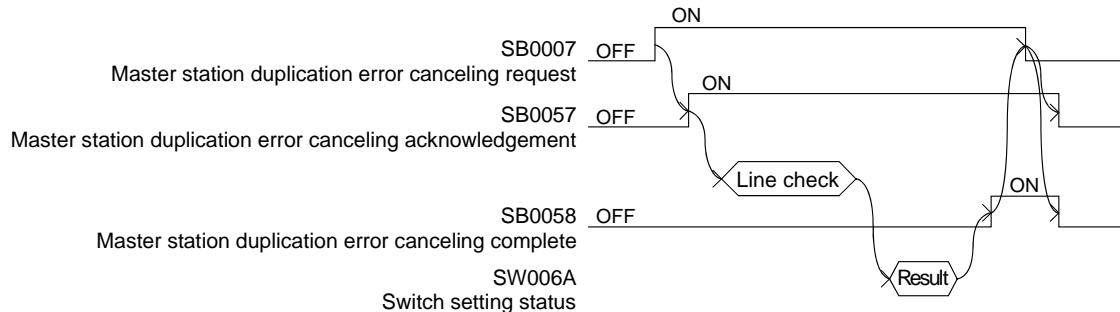 ON
SB0007 OFF
Master station duplication error canceling request
ON
SB0057 OFF
Master station duplication error canceling acknowledgement
Line check
ON
SB0058 OFF
Master station duplication error canceling complete
SW006A
Result
Switch setting status